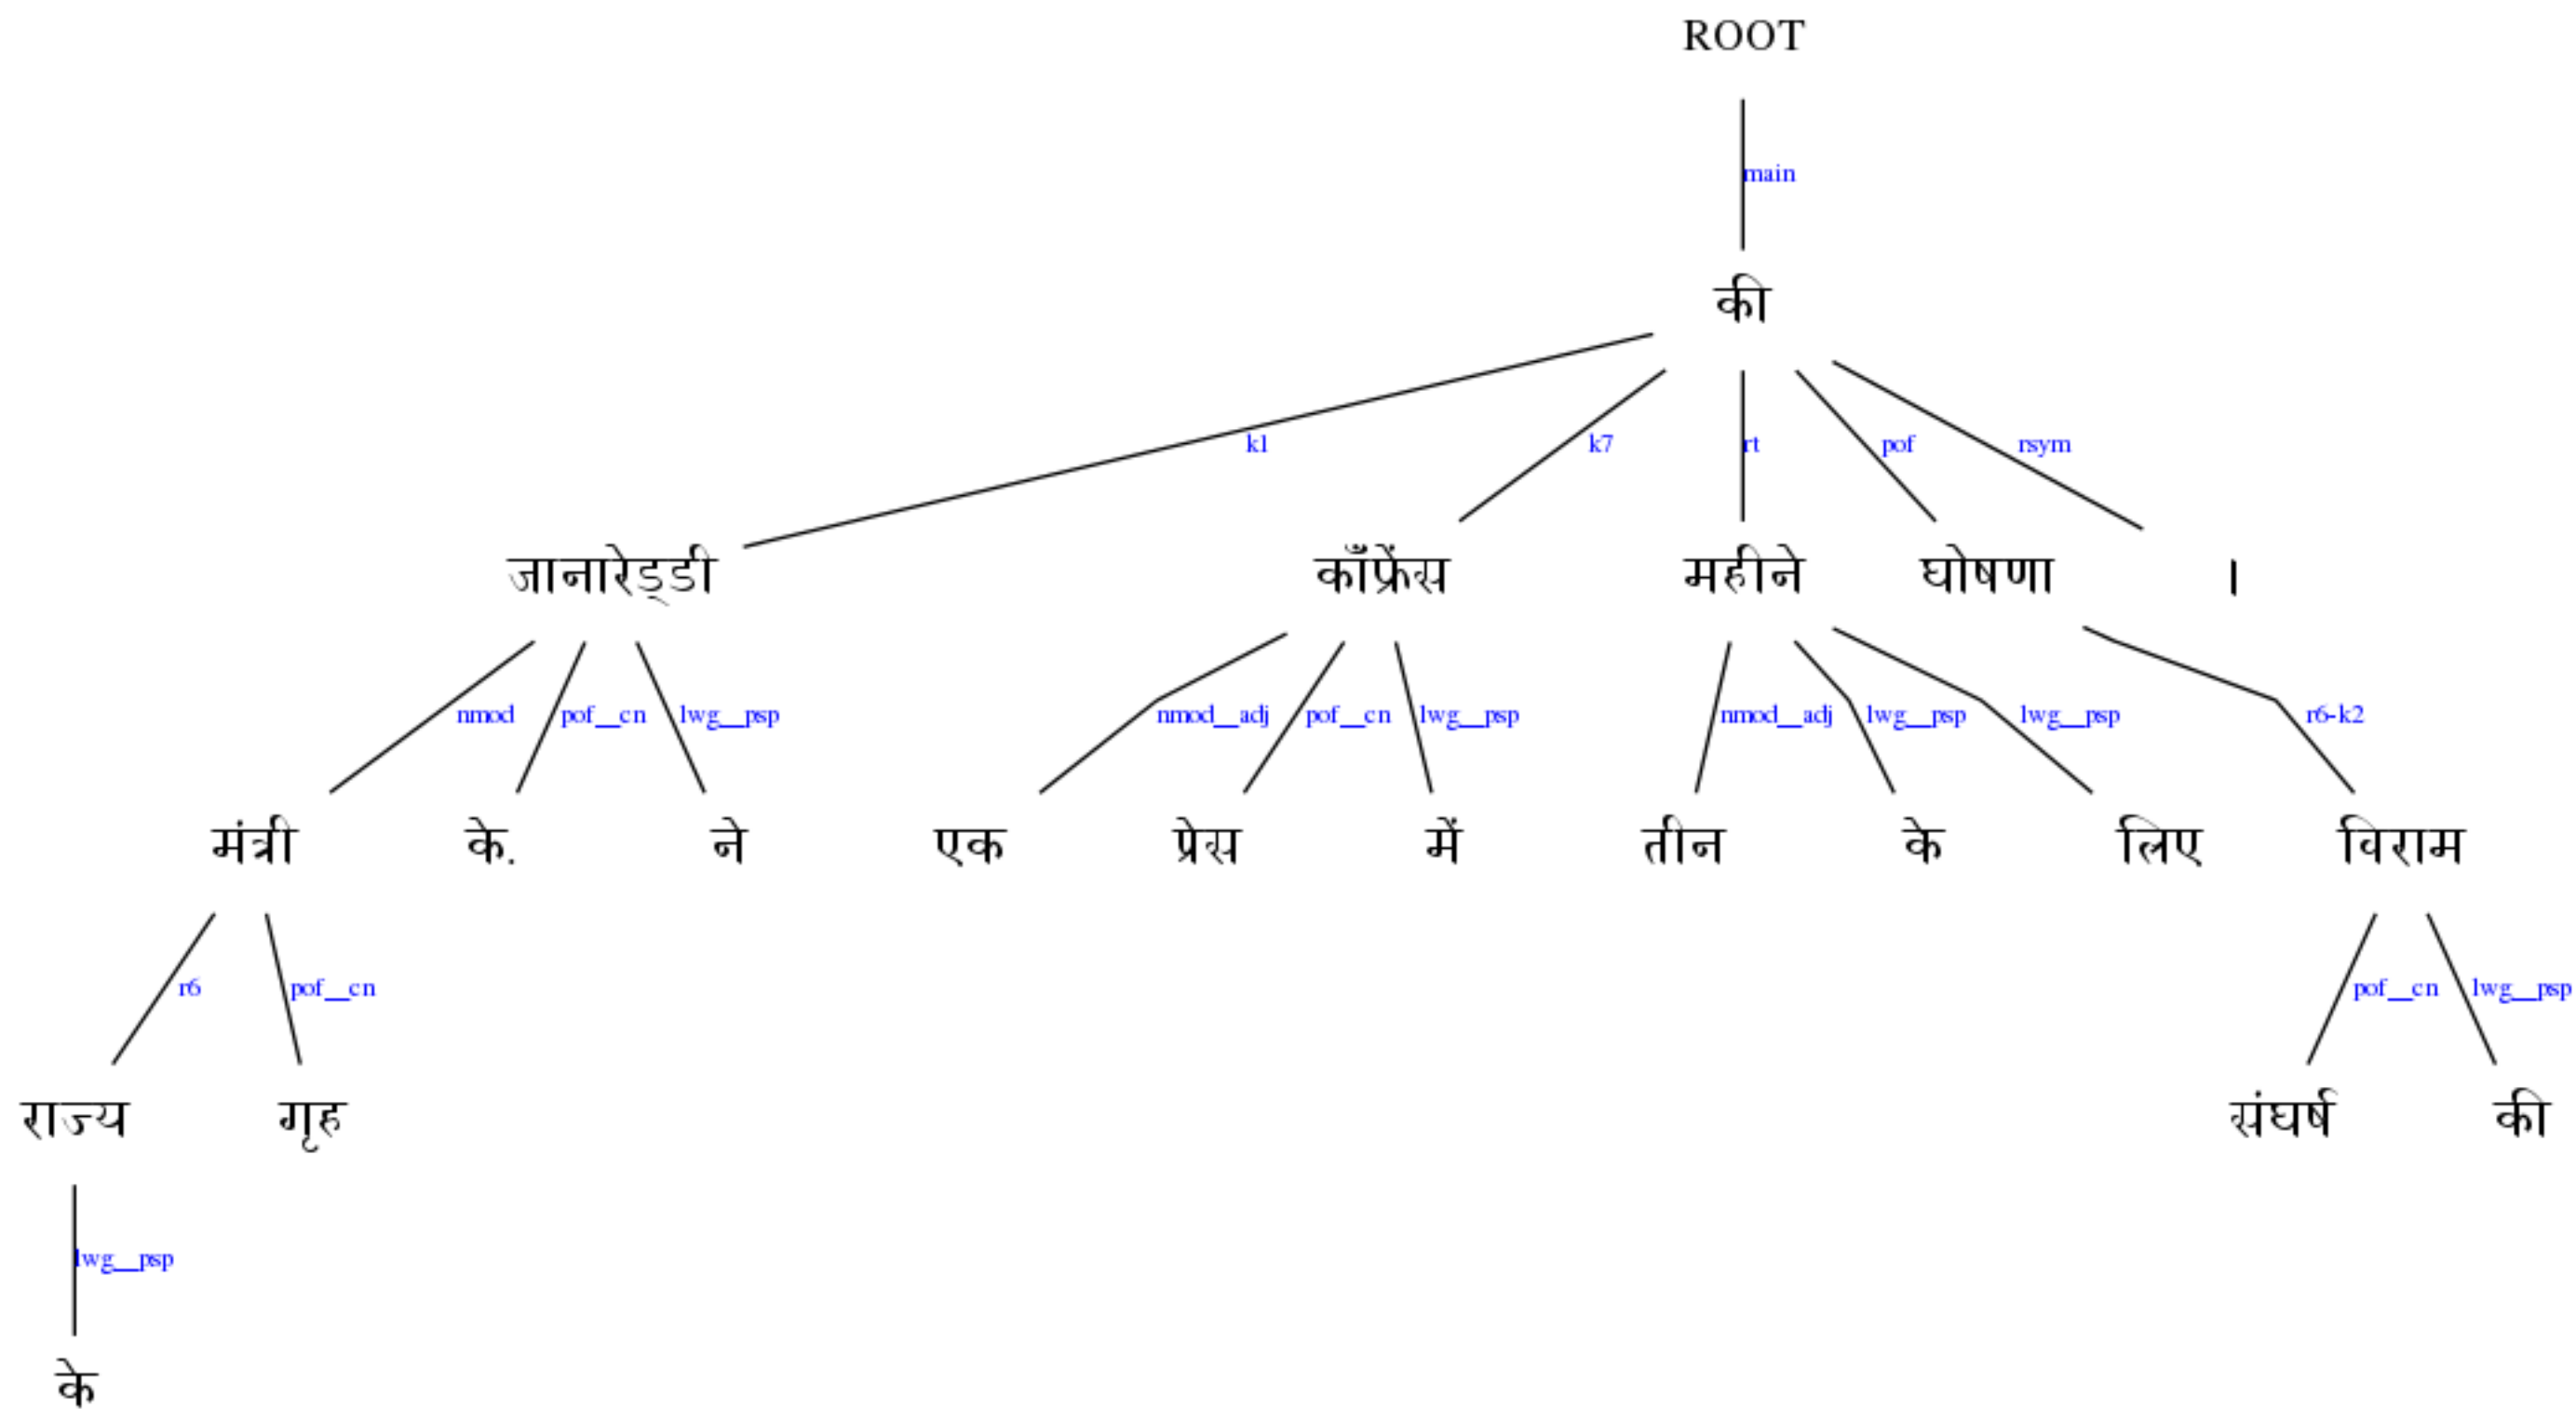 ROOT
main
की
k1 k7 rt pof rsym
जानारेड्डी कॉंफ्रेंस महीने घोषणा ।
nmod pof__cn lwg__psp nmod__adj pof__cn lwg__psp nmod__adj lwg__psp lwg__psp r6-k2
मंत्री के. ने एक प्रेस में तीन के लिए विराम
r6 pof__cn pof__cn lwg__psp
राज्य गृह संघर्ष की
lwg__psp
के